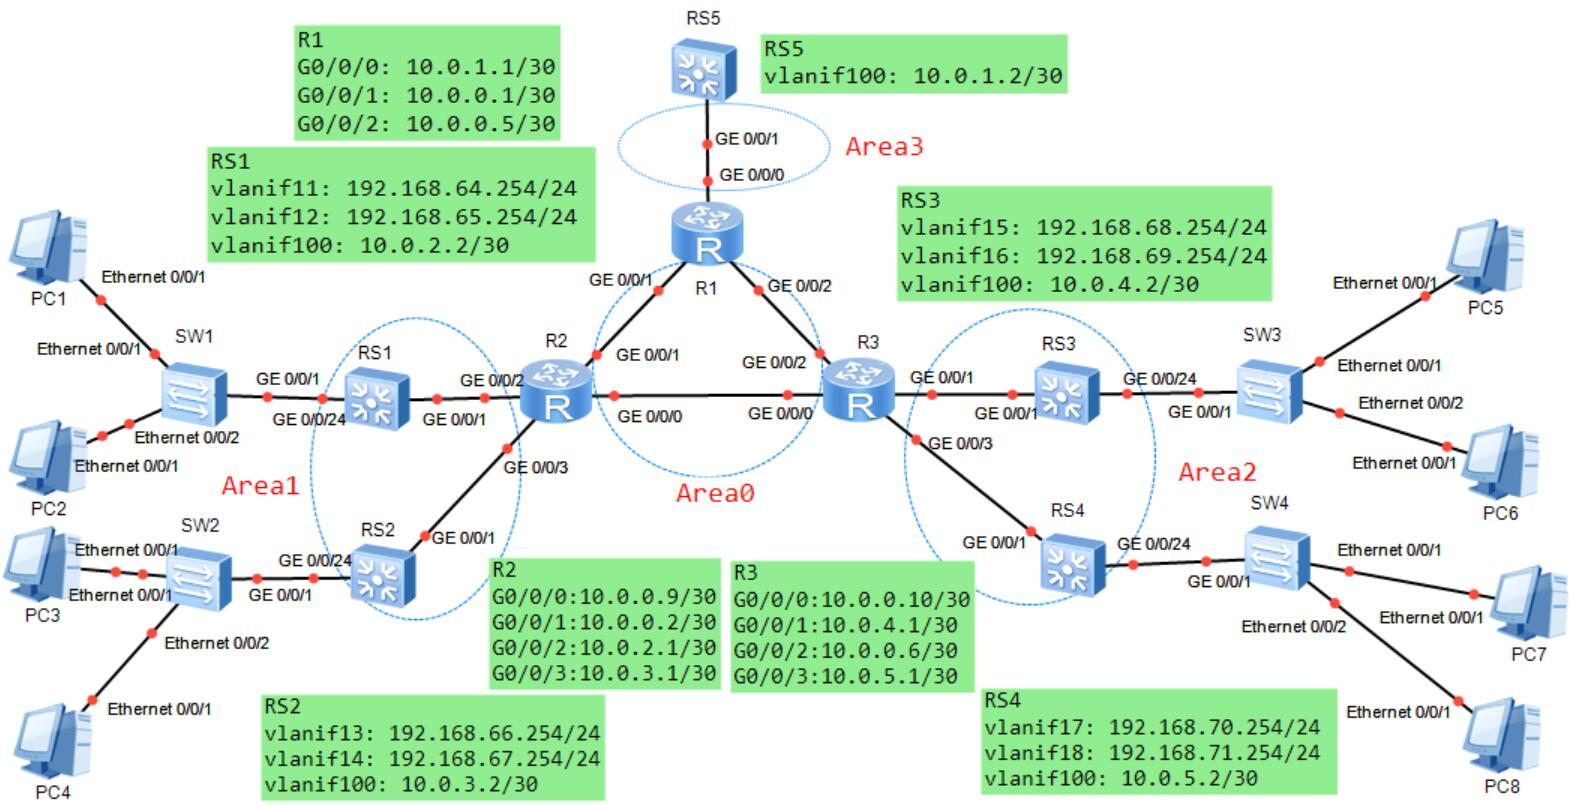 RS5
R1
G0/0/0: 10.0.1.1/30
G0/0/1: 10.0.0.1/30
G0/0/2: 10.0.0.5/30
RS5
vlanif100: 10.0.1.2/30
GE 0/0/1
Area3
GE 0/0/0
RS1
vlanif11: 192.168.64.254/24
vlanif12: 192.168.65.254/24
vlanif100: 10.0.2.2/30
RS3
vlanif15: 192.168.68.254/24
vlanif16: 192.168.69.254/24
vlanif100: 10.0.4.2/30
R
R1
GE 0/0/1
GE 0/0/2
Ethernet 0/0/1
PC1
Ethernet 0/0/1
SW1
RS1
R2
GE 0/0/1
GE 0/0/2
R3
RS3
SW3
Ethernet 0/0/1
PC5
Ethernet 0/0/1
GE 0/0/1
GE 0/0/24
GE 0/0/2
GE 0/0/1
R
GE 0/0/0
GE 0/0/0
R
GE 0/0/1
GE 0/0/1
GE 0/0/24
GE 0/0/1
Ethernet 0/0/2
Ethernet 0/0/1
PC6
Ethernet 0/0/2
Ethernet 0/0/1
PC2
Area1
GE 0/0/3
Area0
GE 0/0/3
Area2
SW2
RS2
GE 0/0/1
RS4
SW4
Ethernet 0/0/1
Ethernet 0/0/1
PC3
GE 0/0/24
GE 0/0/1
Ethernet 0/0/2
Ethernet 0/0/1
PC4
GE 0/0/1
GE 0/0/24
GE 0/0/1
Ethernet 0/0/1
Ethernet 0/0/1
PC7
Ethernet 0/0/2
Ethernet 0/0/1
PC8
R2
G0/0/0:10.0.0.9/30
G0/0/1:10.0.0.2/30
G0/0/2:10.0.2.1/30
G0/0/3:10.0.3.1/30
R3
G0/0/0:10.0.0.10/30
G0/0/1:10.0.4.1/30
G0/0/2:10.0.0.6/30
G0/0/3:10.0.5.1/30
RS2
vlanif13: 192.168.66.254/24
vlanif14: 192.168.67.254/24
vlanif100: 10.0.3.2/30
RS4
vlanif17: 192.168.70.254/24
vlanif18: 192.168.71.254/24
vlanif100: 10.0.5.2/30